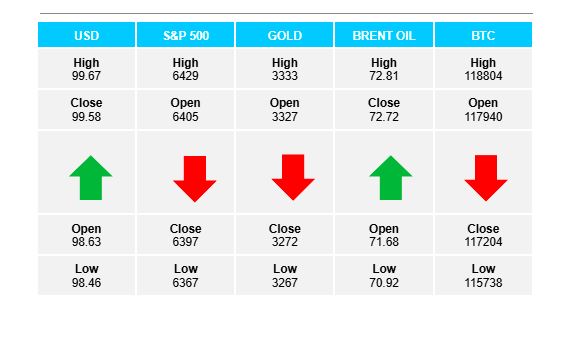 USD S&P 500 GOLD BRENT OIL BTC
High High High High High
99.67 6429 3333 72.81 118804
Close Open Open Close Open
99.58 6405 3327 72.72 117940
Open Close Close Open Close
98.63 6397 3272 71.68 117204
Low Low Low Low Low
98.46 6367 3267 70.92 115738